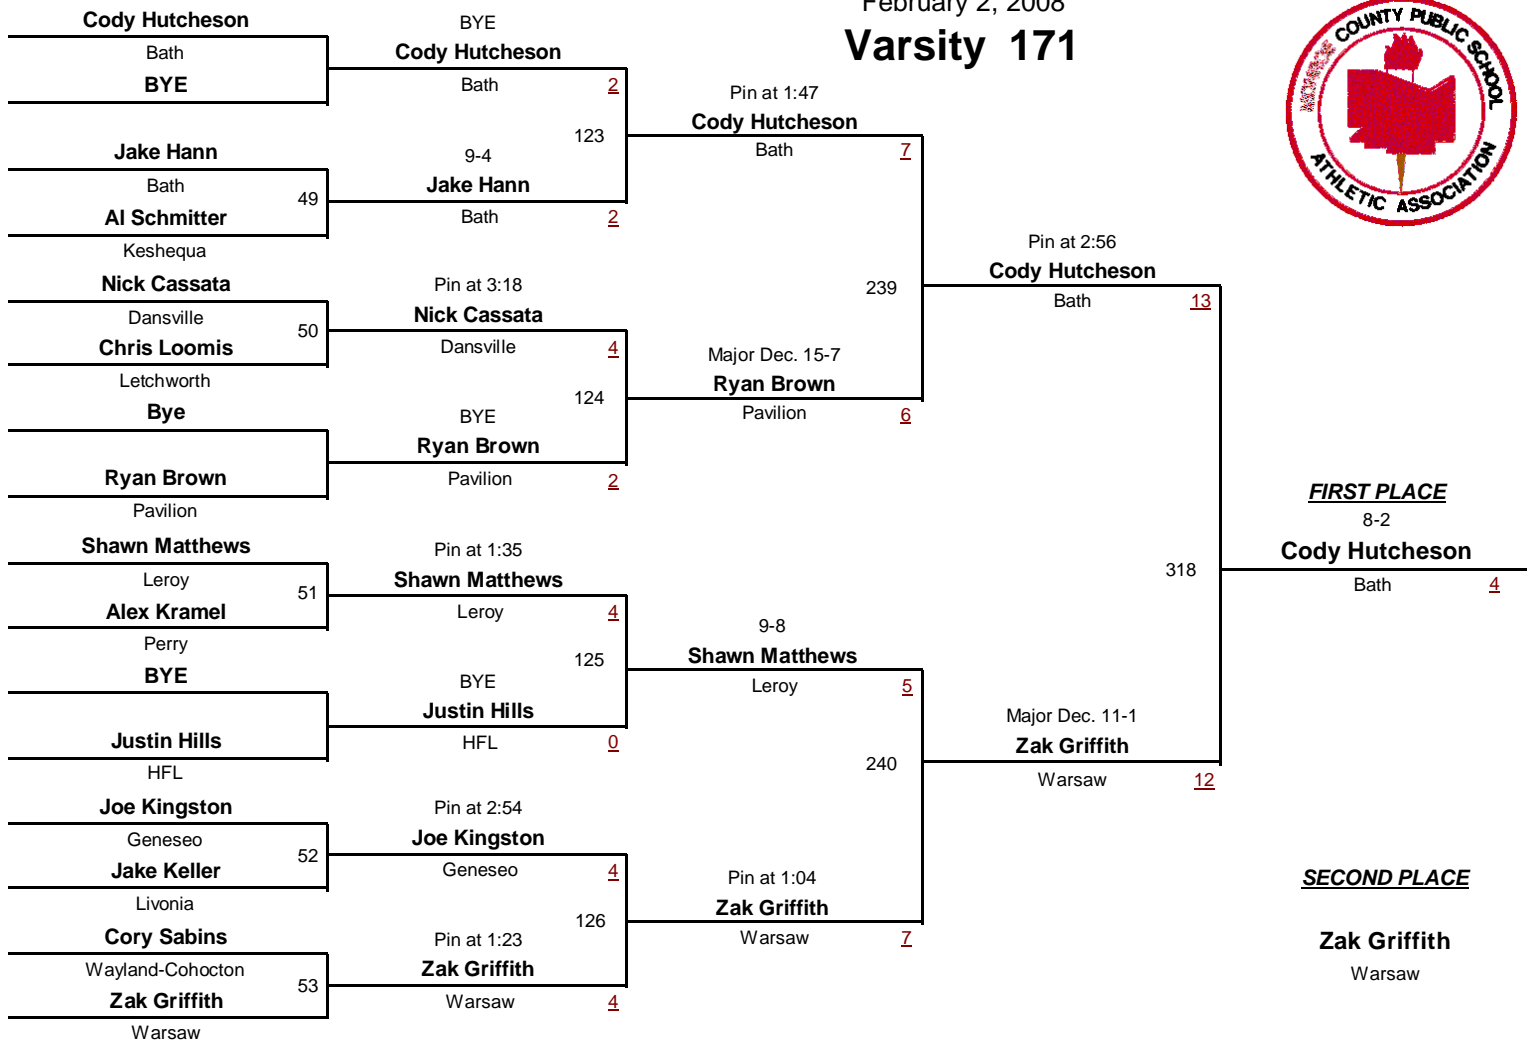 February 2, 2008
Varsity 171
COUNTY PUBLIC SCHOOL
ATHLETIC ASSOCIATION
Cody Hutcheson
Bath
BYE
Jake Hann
Bath
49
Al Schmitter
Keshequa
Nick Cassata
Dansville
50
Chris Loomis
Letchworth
Bye
Ryan Brown
Pavilion
Shawn Matthews
Leroy
51
Alex Kramel
Perry
BYE
Justin Hills
HFL
Joe Kingston
Geneseo
52
Jake Keller
Livonia
Cory Sabins
Wayland-Cohocton
53
Zak Griffith
Warsaw
BYE
Cody Hutcheson
Bath 2
123
9-4
Jake Hann
Bath 2
Pin at 3:18
Nick Cassata
Dansville 4
124
BYE
Ryan Brown
Pavilion 2
Pin at 1:35
Shawn Matthews
Leroy 4
125
BYE
Justin Hills
HFL 0
Pin at 2:54
Joe Kingston
Geneseo 4
126
Pin at 1:23
Zak Griffith
Warsaw 4
Pin at 1:47
Cody Hutcheson
Bath 7
239
Major Dec. 15-7
Ryan Brown
Pavilion 6
9-8
Shawn Matthews
Leroy 5
240
Pin at 1:04
Zak Griffith
Warsaw 7
Pin at 2:56
Cody Hutcheson
Bath 13
318
Major Dec. 11-1
Zak Griffith
Warsaw 12
FIRST PLACE
8-2
Cody Hutcheson
Bath 4
SECOND PLACE
Zak Griffith
Warsaw